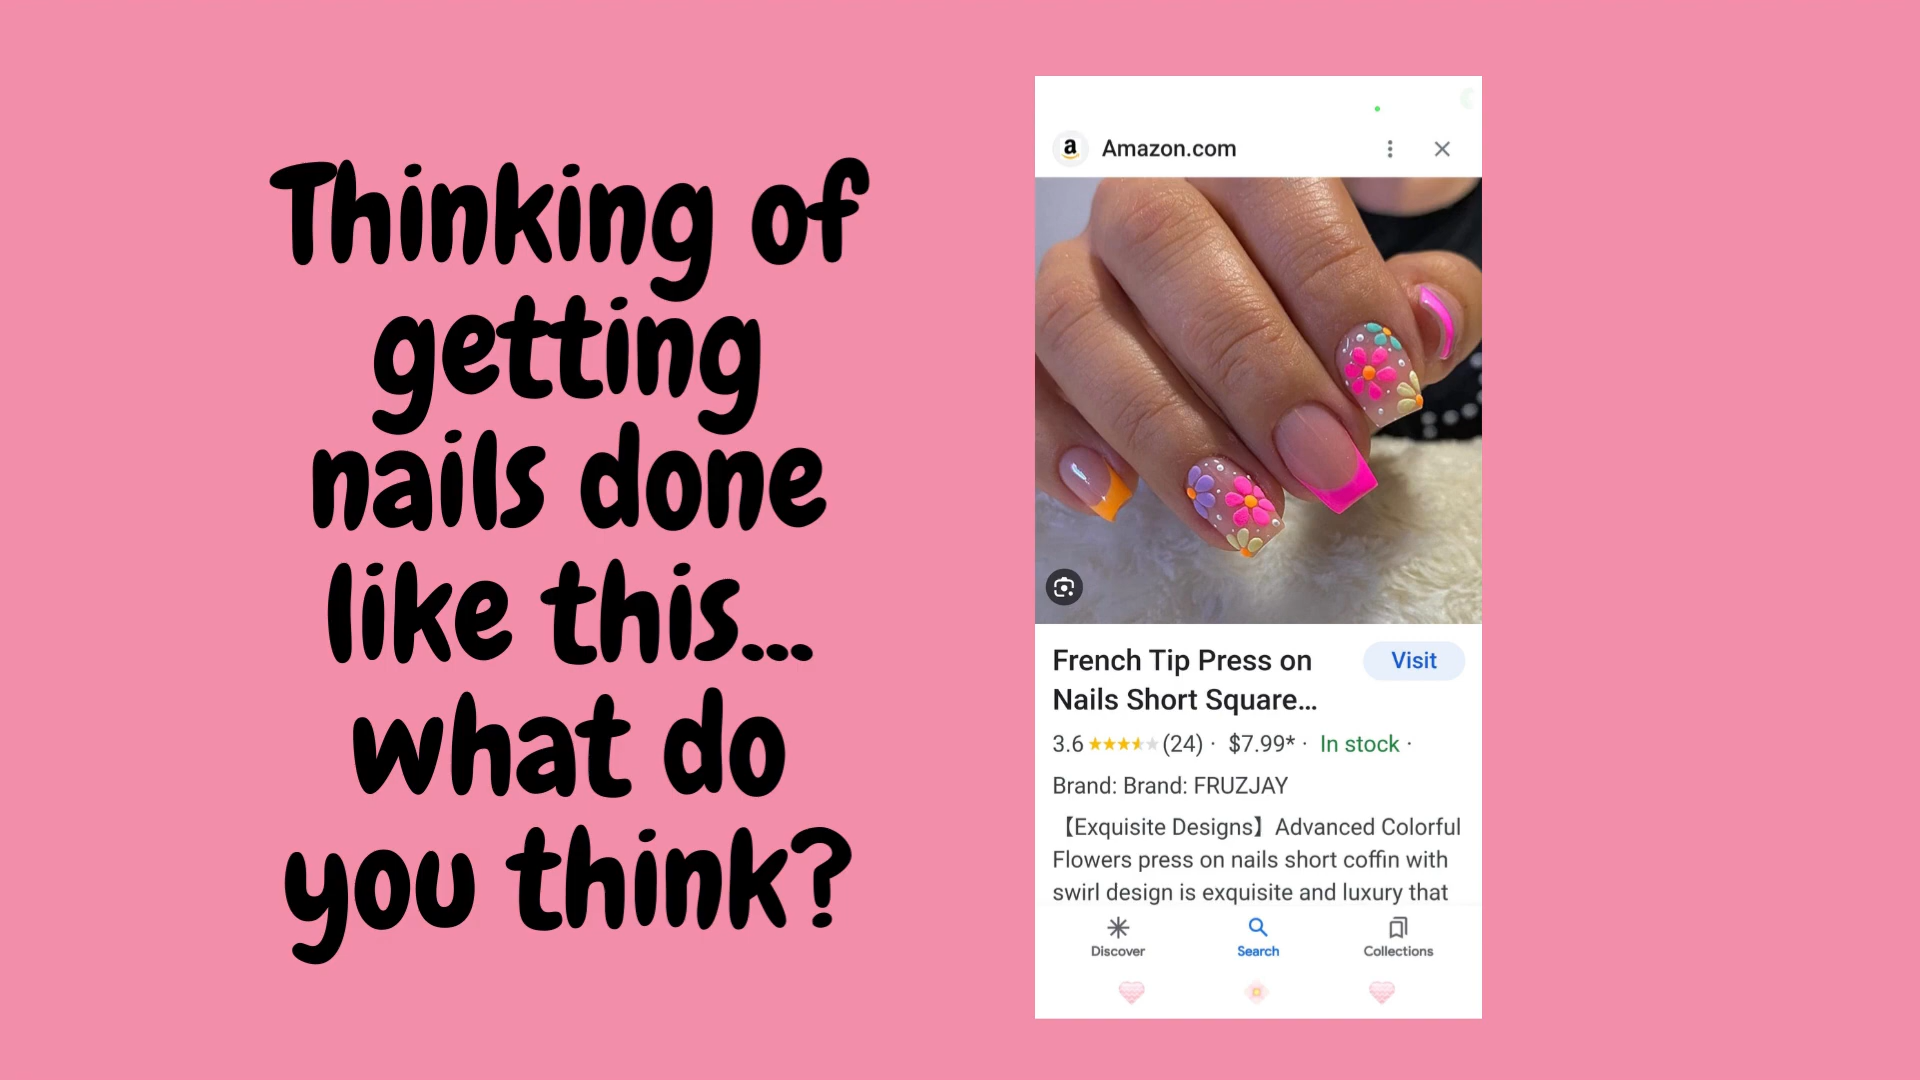 Thinking of
getting
nails done
like this...
what do
you think?
a Amazon.com
French Tip Press on
Nails Short Square...
Visit
3.6 ★★★★★ (24) · $7.99* · In stock ·
Brand: Brand: FRUZJAY
【Exquisite Designs】Advanced Colorful
Flowers press on nails short coffin with
swirl design is exquisite and luxury that
Discover
Search
Collections